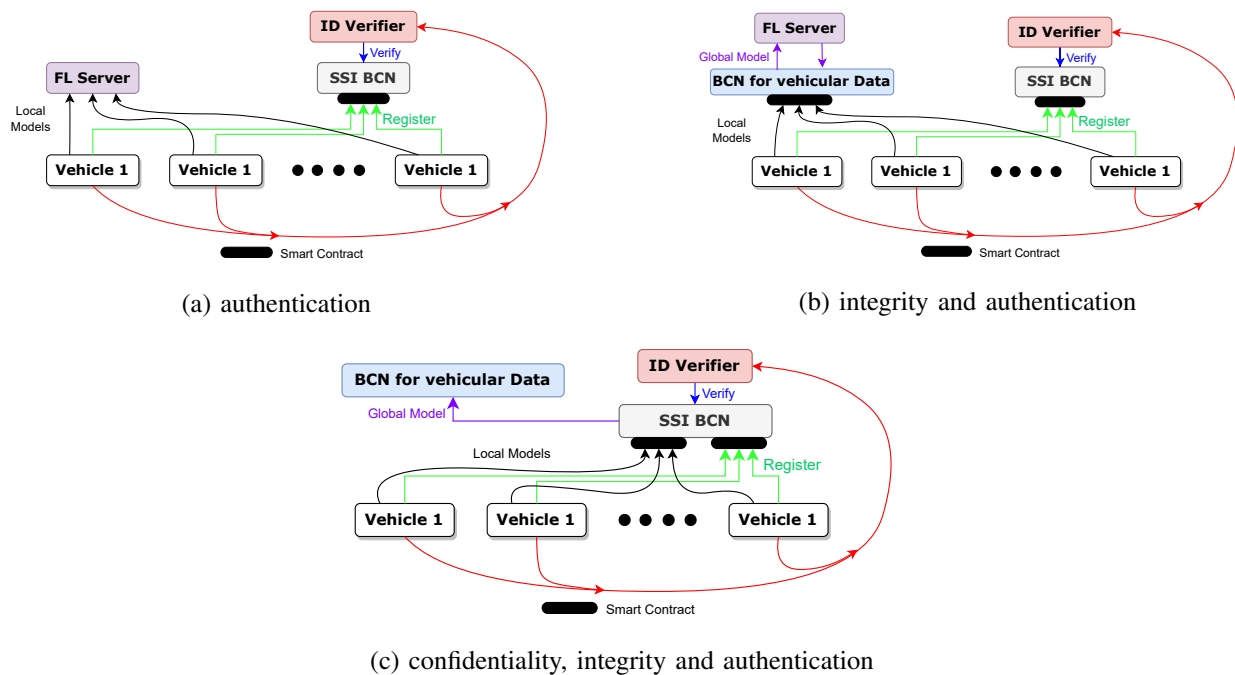 ID Verifier
Verify
FL Server
SSI BCN
Local
Models
Register
Vehicle 1
Vehicle 1
Vehicle 1
Smart Contract
(a) authentication
FL Server
ID Verifier
Global Model
Verify
BCN for vehicular Data
SSI BCN
Local
Models
Register
Vehicle 1
Vehicle 1
Vehicle 1
Smart Contract
(b) integrity and authentication
ID Verifier
BCN for vehicular Data
Verify
Global Model
SSI BCN
Local Models
Register
Vehicle 1
Vehicle 1
Vehicle 1
Smart Contract
(c) confidentiality, integrity and authentication